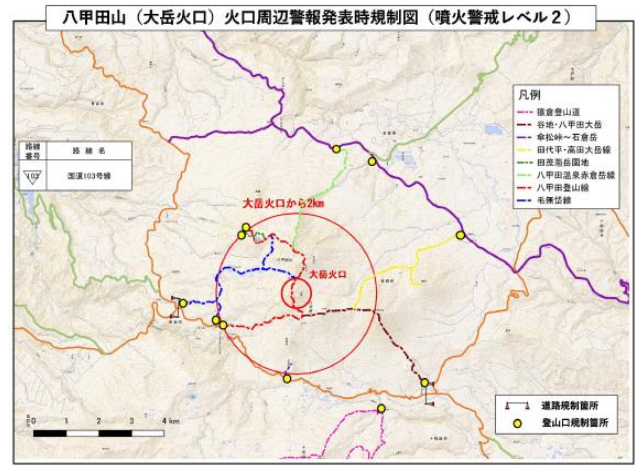 八甲田山（大岳火口）火口周辺警報発表時規制図（噴火警戒レベル２）
凡例
猿倉登山道
谷地・八甲田大岳
傘松峠～石倉岳
田代平・高田大岳線
田茂萢岳園地
八甲田温泉赤倉岳線
八甲田登山線
毛無岱線
路線番号
路線名
103
国道103号線
大岳火口から2km
大岳火口
0 1 2 3 4 km
道路規制箇所
登山口規制箇所